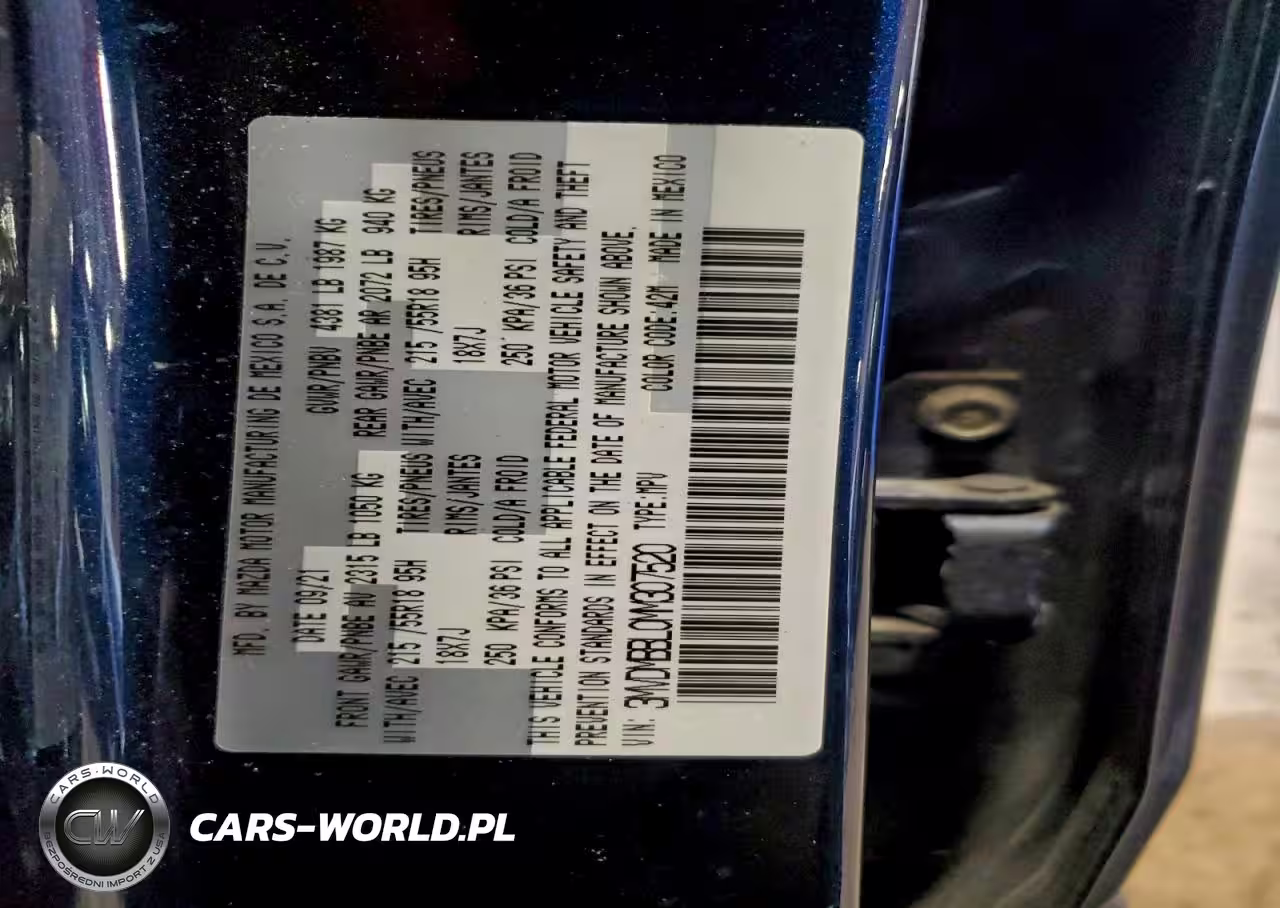 MFD. BY MAZDA MOTOR MANUFACTURING DE MEXICO S.A. DE C.V.
DATE 09/21 GVWR/PNBV 4381 LB 1987 KG
FRONT GAWR/PNBE AV 2315 LB 1050 KG REAR GAWR/PNBE AR 2072 LB 940 KG
WITH/AVEC 215 /55R18 95H TIRES/PNEUS WITH/AVEC 215 /55R18 95H TIRES/PNEUS
18X7J RIMS/JANTES 18X7J RIMS/JANTES
250 KPA/36 PSI COLD/A FROID 250 KPA/36 PSI COLD/A FROID
THIS VEHICLE CONFORMS TO ALL APPLICABLE FEDERAL MOTOR VEHICLE SAFETY AND THEFT
PREVENTION STANDARDS IN EFFECT ON THE DATE OF MANUFACTURE SHOWN ABOVE.
VIN: 3MVDMBBL0MM307520 TYPE:MPV COLOR CODE:42M MADE IN MEXICO
CARS-WORLD
CW
BEZPOŚREDNI IMPORT Z USA
CARS-WORLD.PL